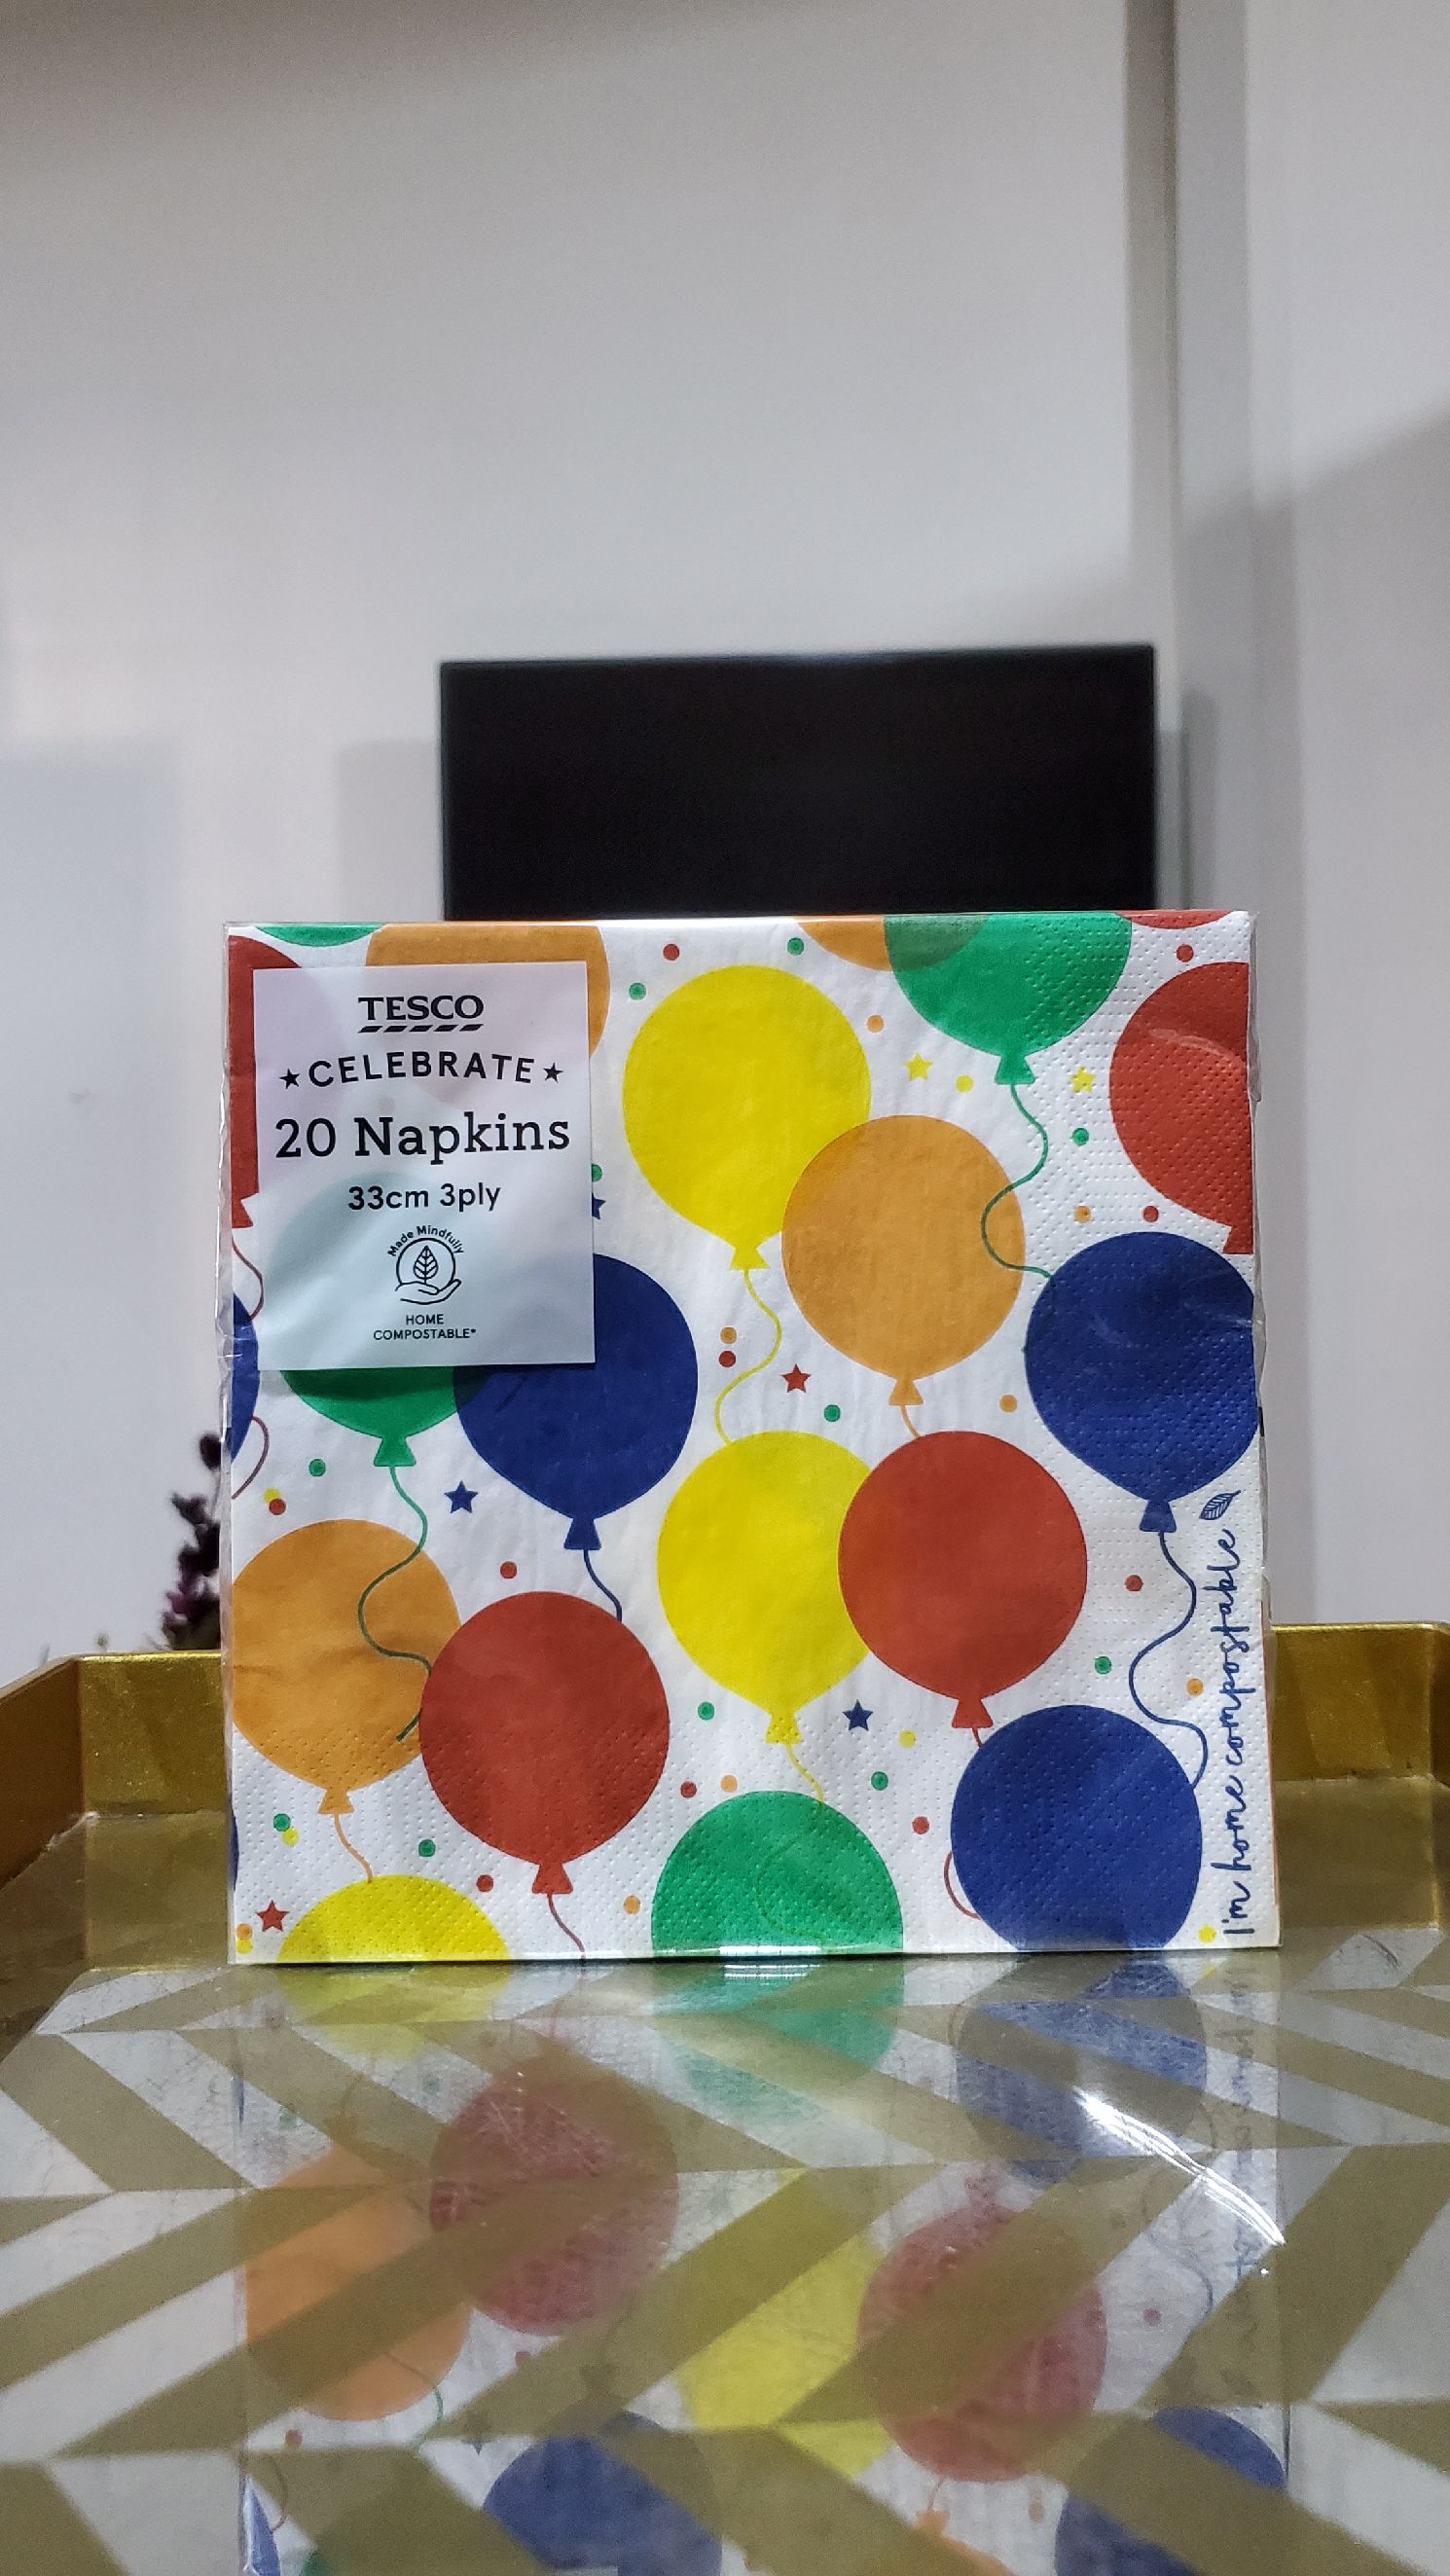 TESCO
★CELEBRATE★
20 Napkins
33cm 3ply
Made Mindfully
HOME
COMPOSTABLE*
I'm home compostable